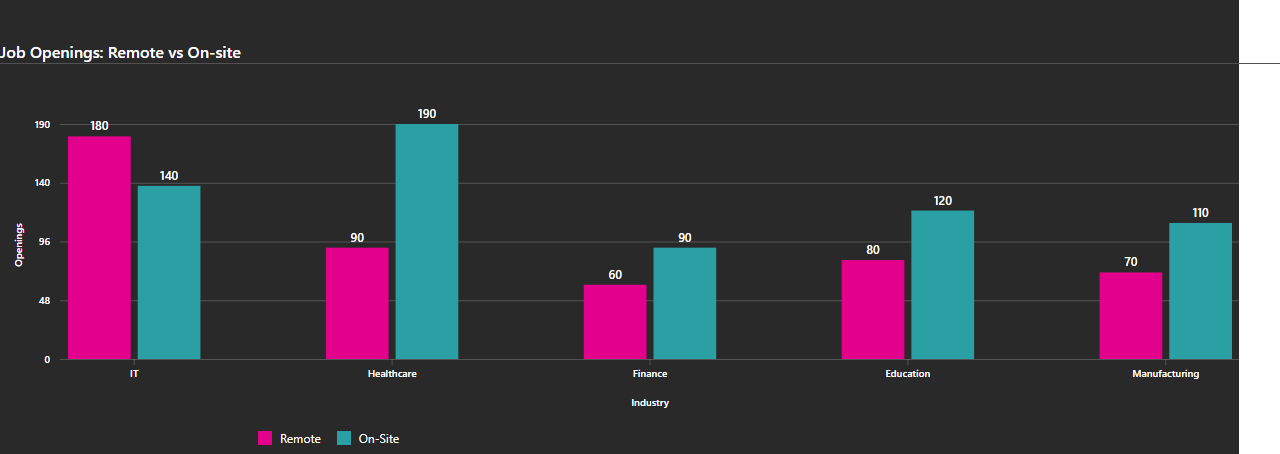 Job Openings: Remote vs On-site
190
140
96
48
0
Openings
180
140
90
190
60
90
80
120
70
110
IT
Healthcare
Finance
Education
Manufacturing
Industry
Remote
On-Site